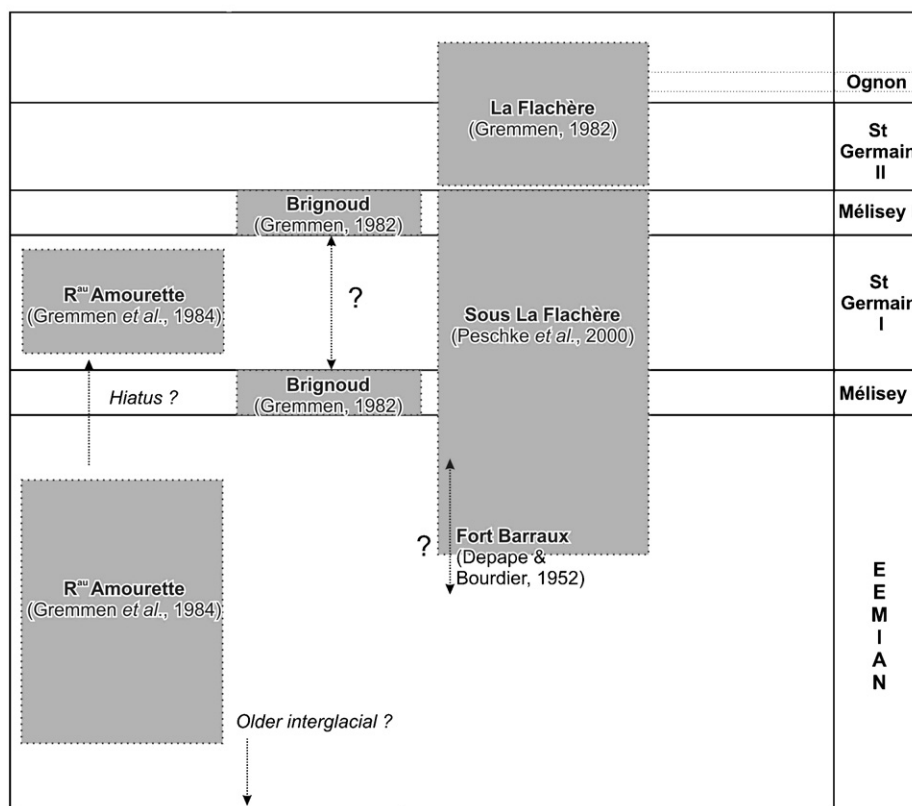 Ognon
La Flachère
(Gremmen, 1982)
St
Germain
II
Brignoud
(Gremmen, 1982)
Mélisey
Rau Amourette
(Gremmen et al., 1984)
?
Sous La Flachère
(Peschke et al., 2000)
St
Germain
I
Hiatus ?
Brignoud
(Gremmen, 1982)
Mélisey
?
Fort Barraux
(Depape &
Bourdier, 1952)
Rau Amourette
(Gremmen et al., 1984)
E
E
M
I
A
N
Older interglacial ?